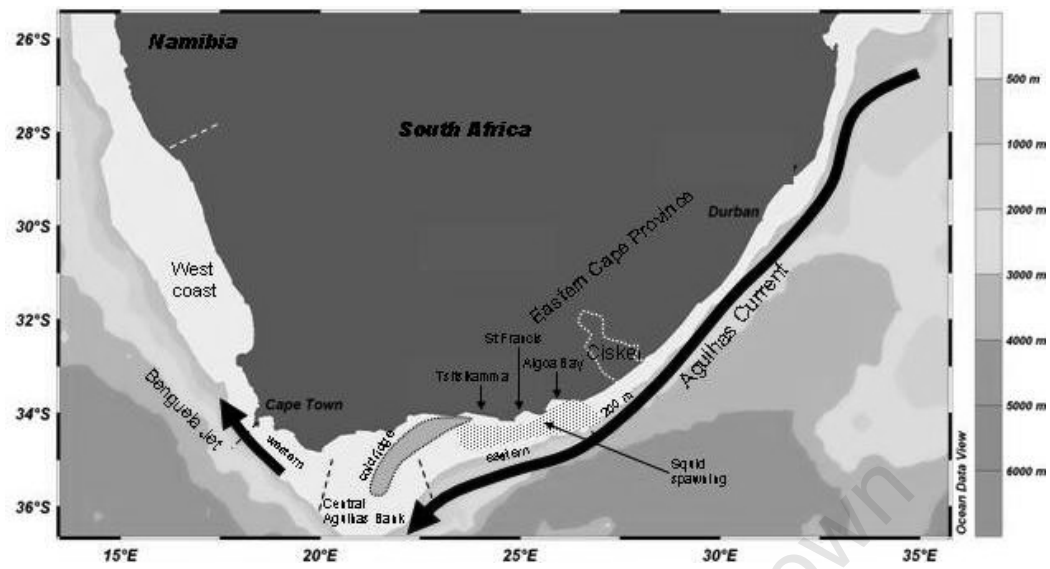 26°S
28°S
30°S
32°S
34°S
36°S
Namibia
South Africa
Durban
Eastern Cape Province
West
coast
Ciskei
Agulhas Current
St Francis
Algoa Bay
Tsitsikamma
200 m
Benguela Jet
Cape Town
western
coldridge
eastern
Squid
spawning
Central
Agulhas Bank
15°E
20°E
25°E
30°E
35°E
500 m
1000 m
2000 m
3000 m
4000 m
5000 m
6000 m
Ocean Data View
own